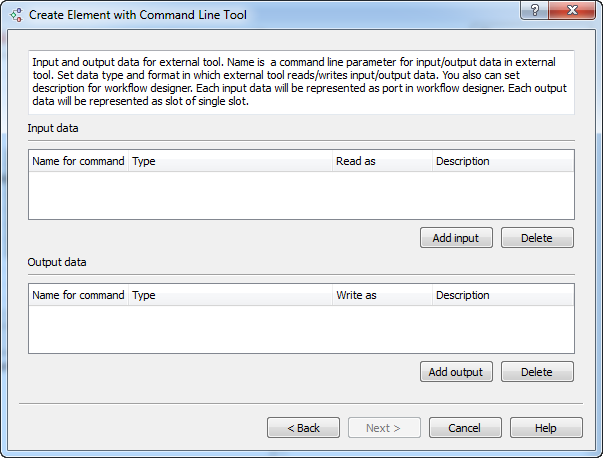 Create Element with Command Line Tool
Input and output data for external tool. Name is  a command line parameter for input/output data in external
tool. Set data type and format in which external tool reads/writes input/output data. You also can set
description for workflow designer. Each input data will be represented as port in workflow designer. Each output
data will be represented as slot of single slot.
Input data
Name for command Type Read as Description
Add input Delete
Output data
Name for command Type Write as Description
Add output Delete
< Back Next > Cancel Help